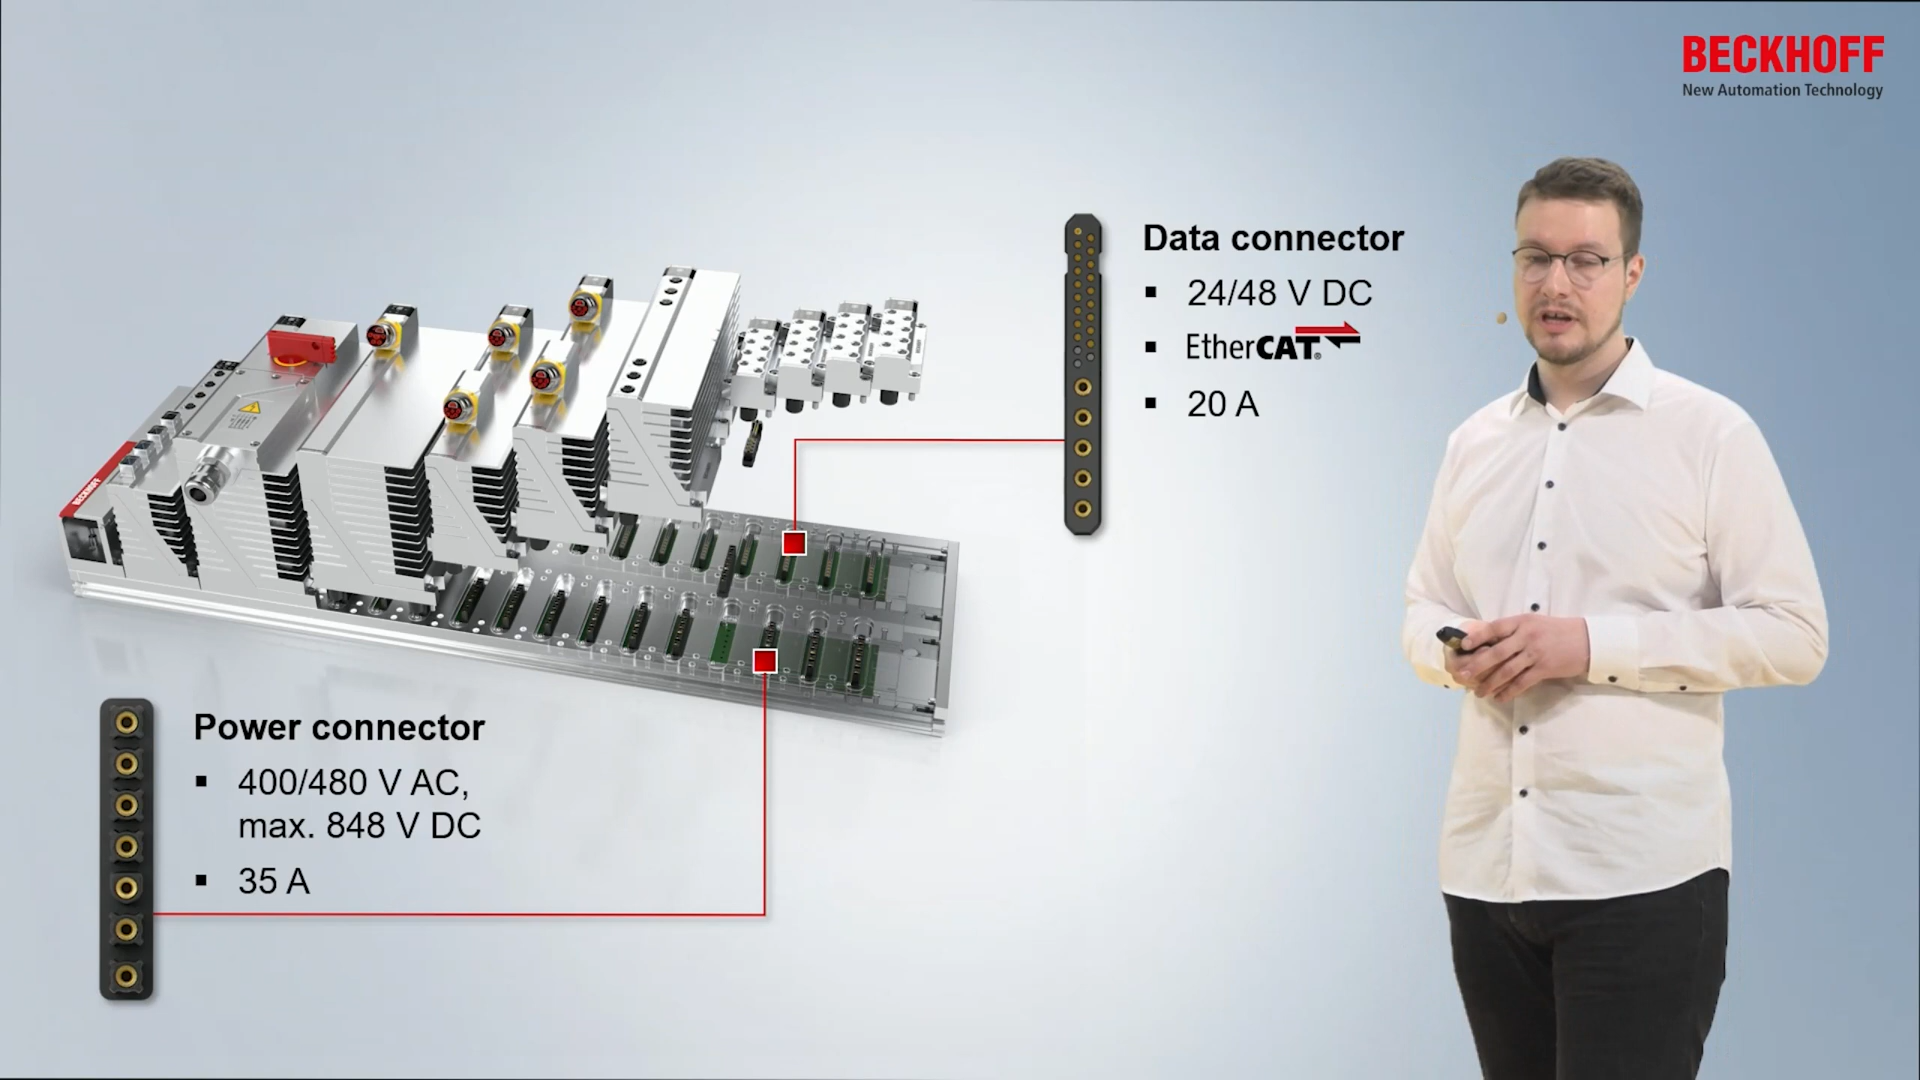 BECKHOFF
New Automation Technology
Data connector
▪ 24/48 V DC
▪ EtherCAT®
▪ 20 A
BECKHOFF
Power connector
▪ 400/480 V AC,
max. 848 V DC
▪ 35 A